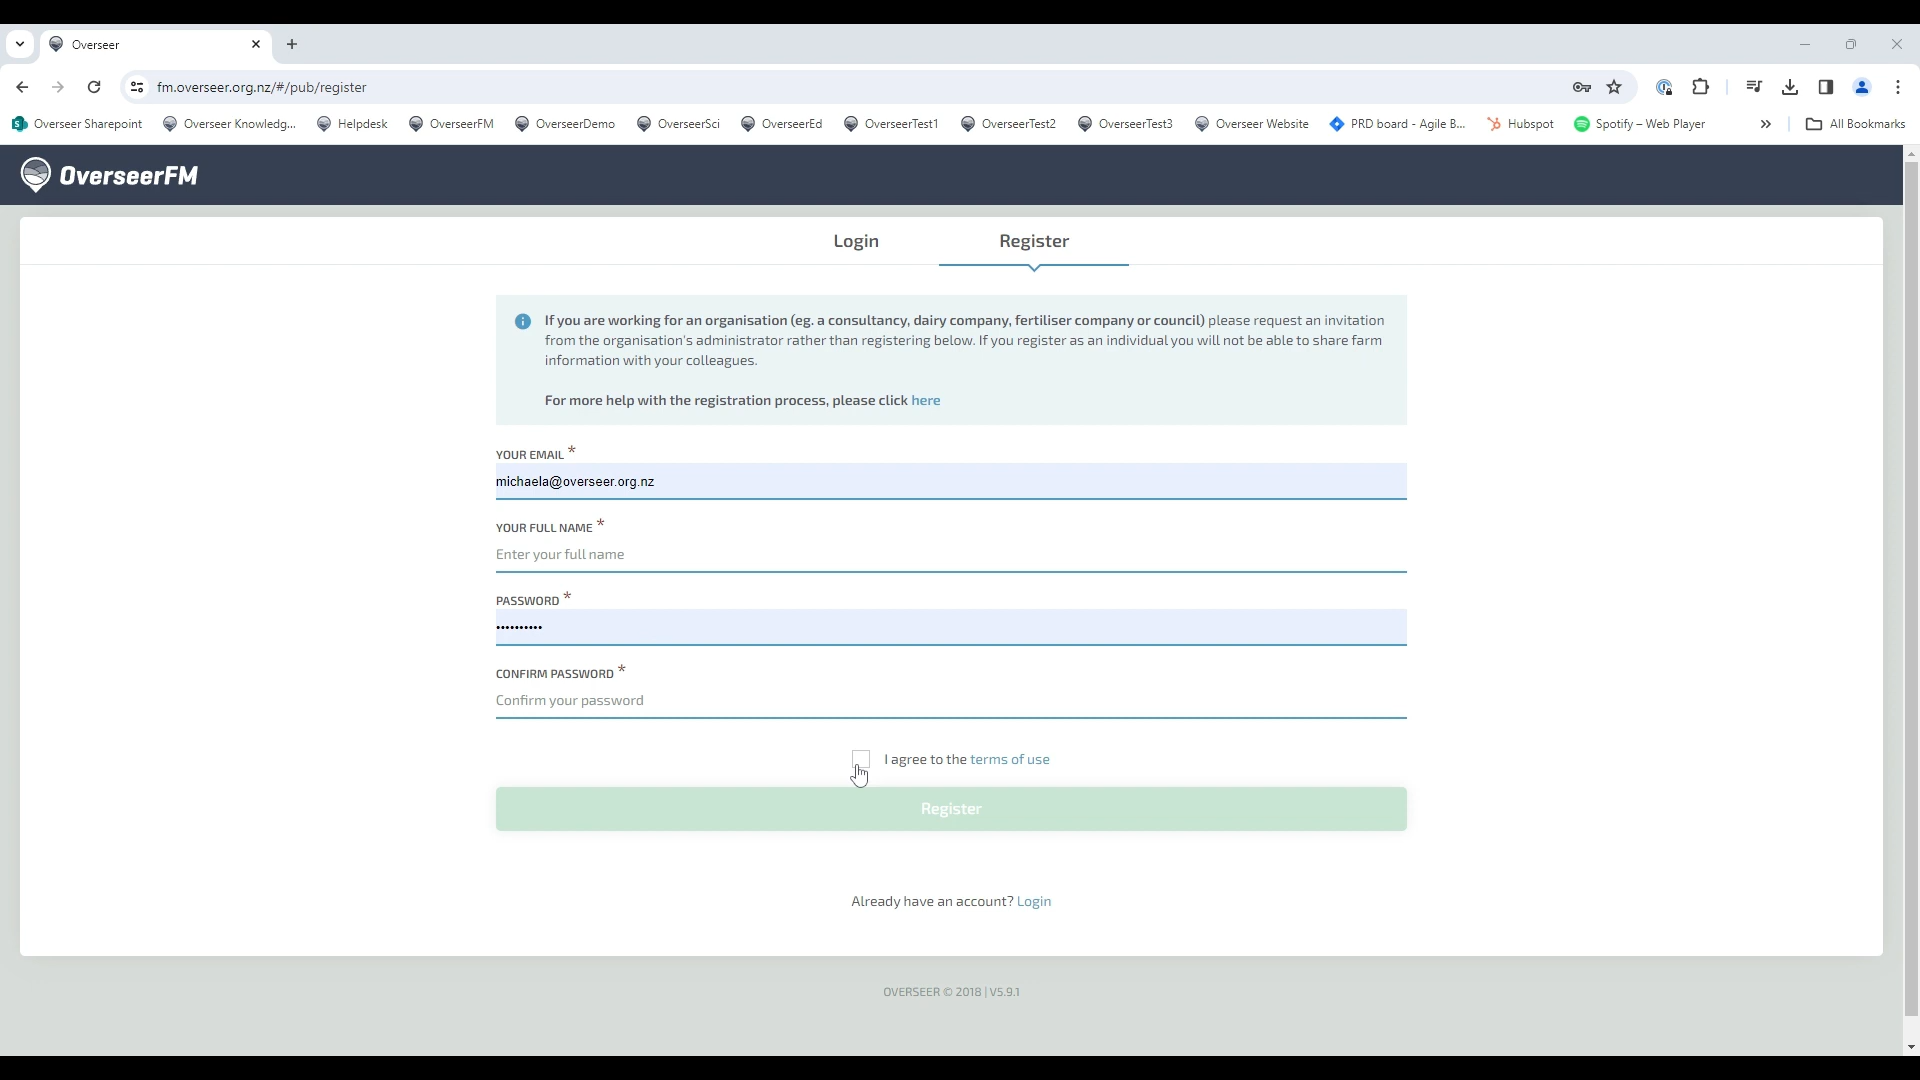 Overseer
fm.overseer.org.nz/#/pub/register
Overseer Sharepoint Overseer Knowledg... Helpdesk OverseerFM OverseerDemo OverseerSci OverseerEd OverseerTest1 OverseerTest2 OverseerTest3 Overseer Website PRD board - Agile B... Hubspot Spotify – Web Player All Bookmarks
OverseerFM
Login Register
If you are working for an organisation (eg. a consultancy, dairy company, fertiliser company or council) please request an invitation
from the organisation's administrator rather than registering below. If you register as an individual you will not be able to share farm
information with your colleagues.
For more help with the registration process, please click here
YOUR EMAIL *
michaela@overseer.org.nz
YOUR FULL NAME *
Enter your full name
PASSWORD *
••••••••••
CONFIRM PASSWORD *
Confirm your password
I agree to the terms of use
Register
Already have an account? Login
OVERSEER © 2018 | V5.9.1